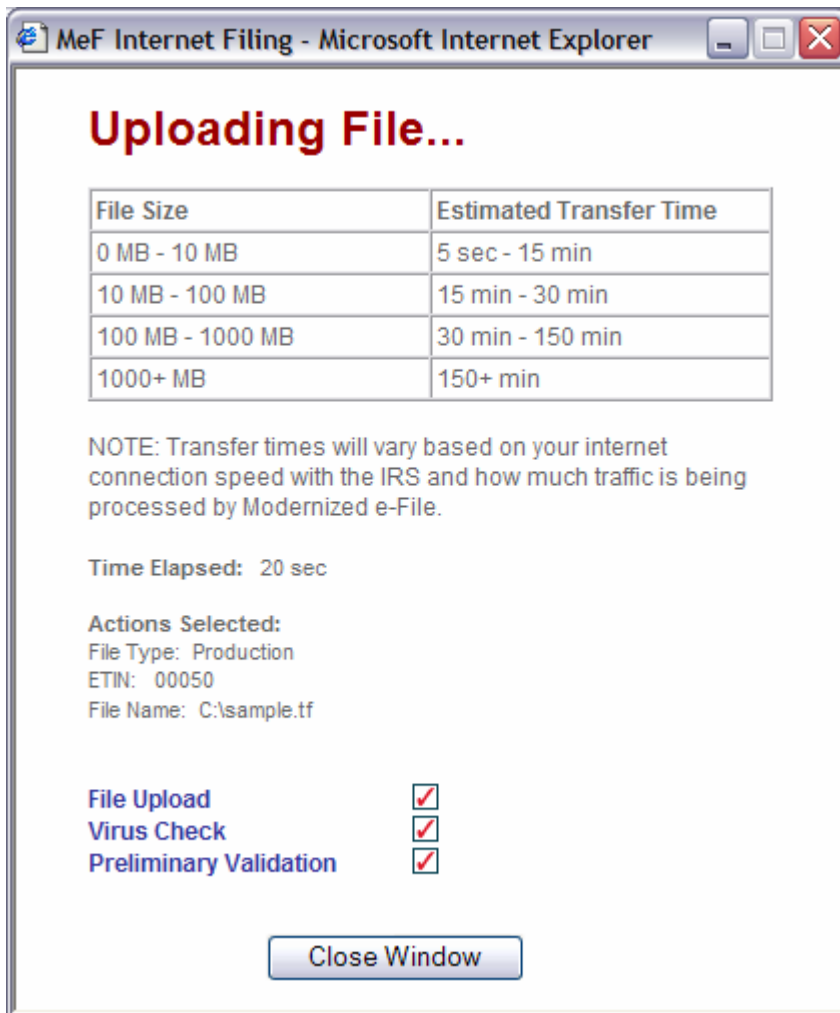 MeF Internet Filing - Microsoft Internet Explorer
Uploading File...
File Size Estimated Transfer Time
0 MB - 10 MB 5 sec - 15 min
10 MB - 100 MB 15 min - 30 min
100 MB - 1000 MB 30 min - 150 min
1000+ MB 150+ min
NOTE: Transfer times will vary based on your internet
connection speed with the IRS and how much traffic is being
processed by Modernized e-File.
Time Elapsed: 20 sec
Actions Selected:
File Type: Production
ETIN: 00050
File Name: C:\sample.tf
File Upload
Virus Check
Preliminary Validation
Close Window